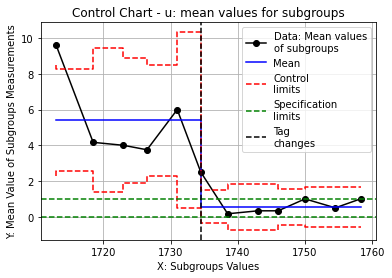 Control Chart - u: mean values for subgroups
Y: Mean Value of Subgroups Measurements
10
8
6
4
2
0
Data: Mean values
of subgroups
Mean
Control
limits
Specification
limits
Tag
changes
1720
1730
1740
1750
1760
X: Subgroups Values